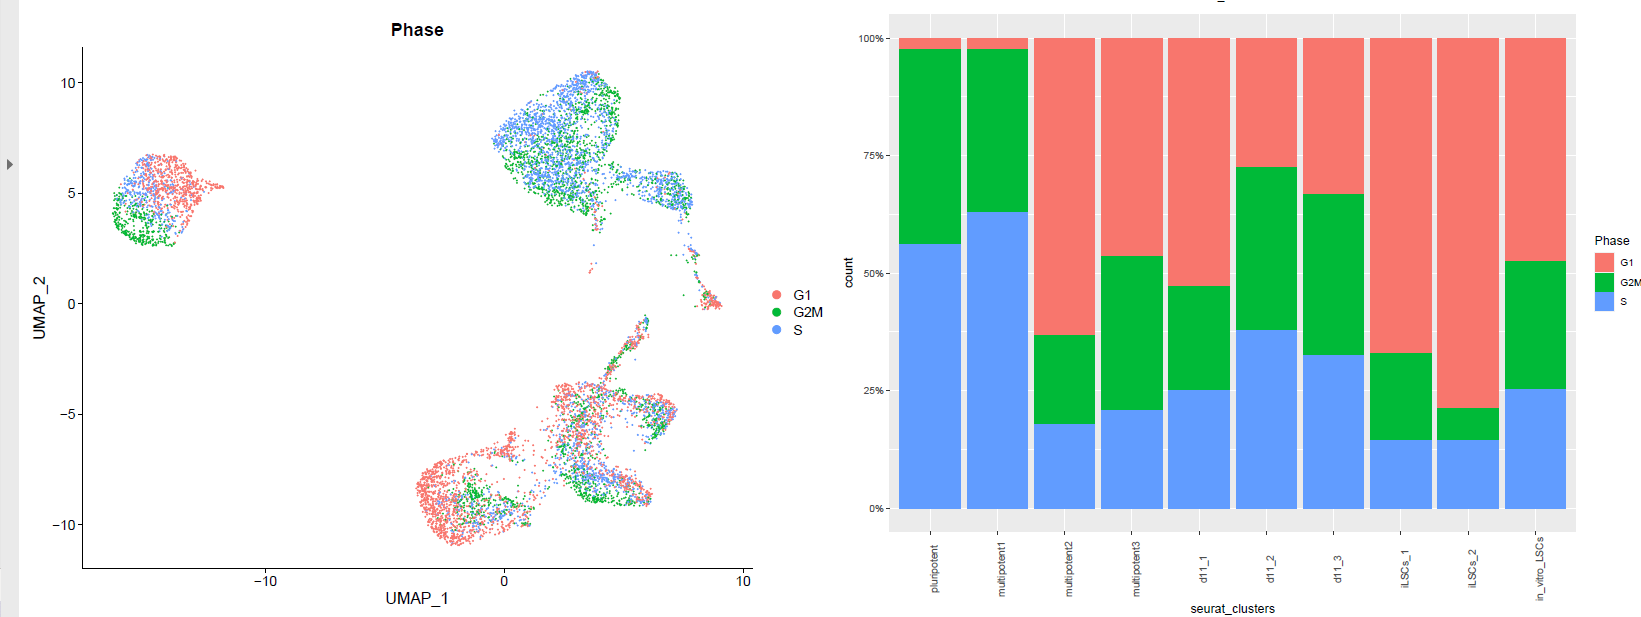 Phase
10
5
0
−5
−10
UMAP_2
−10
0
10
UMAP_1
G1
G2M
S
100%
75%
50%
25%
0%
count
pluripotent
multipotent1
multipotent2
multipotent3
d11_1
d11_2
d11_3
iLSCs_1
iLSCs_2
in_vitro_LSCs
seurat_clusters
Phase
G1
G2M
S